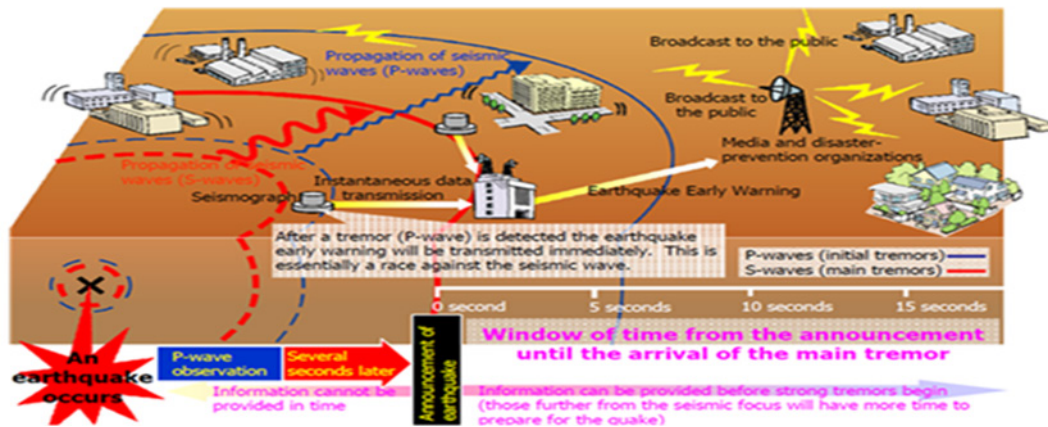 Broadcast to the public
Propagation of seismic
waves (P-waves)
Broadcast to
the public
Media and disaster-
prevention organizations
Propagation of seismic
waves (S-waves)
Instantaneous data
transmission
Seismograph
Earthquake Early Warning
After a tremor (P-wave) is detected the earthquake
early warning will be transmitted immediately. This is
essentially a race against the seismic wave.
P-waves (initial tremors)
S-waves (main tremors)
0 second
5 seconds
10 seconds
15 seconds
An
earthquake
occurs
P-wave
observation
Several
seconds later
Announcement of
earthquake
Window of time from the announcement
until the arrival of the main tremor
Information cannot be
provided in time
Information can be provided before strong tremors begin
(those further from the seismic focus will have more time to
prepare for the quake)